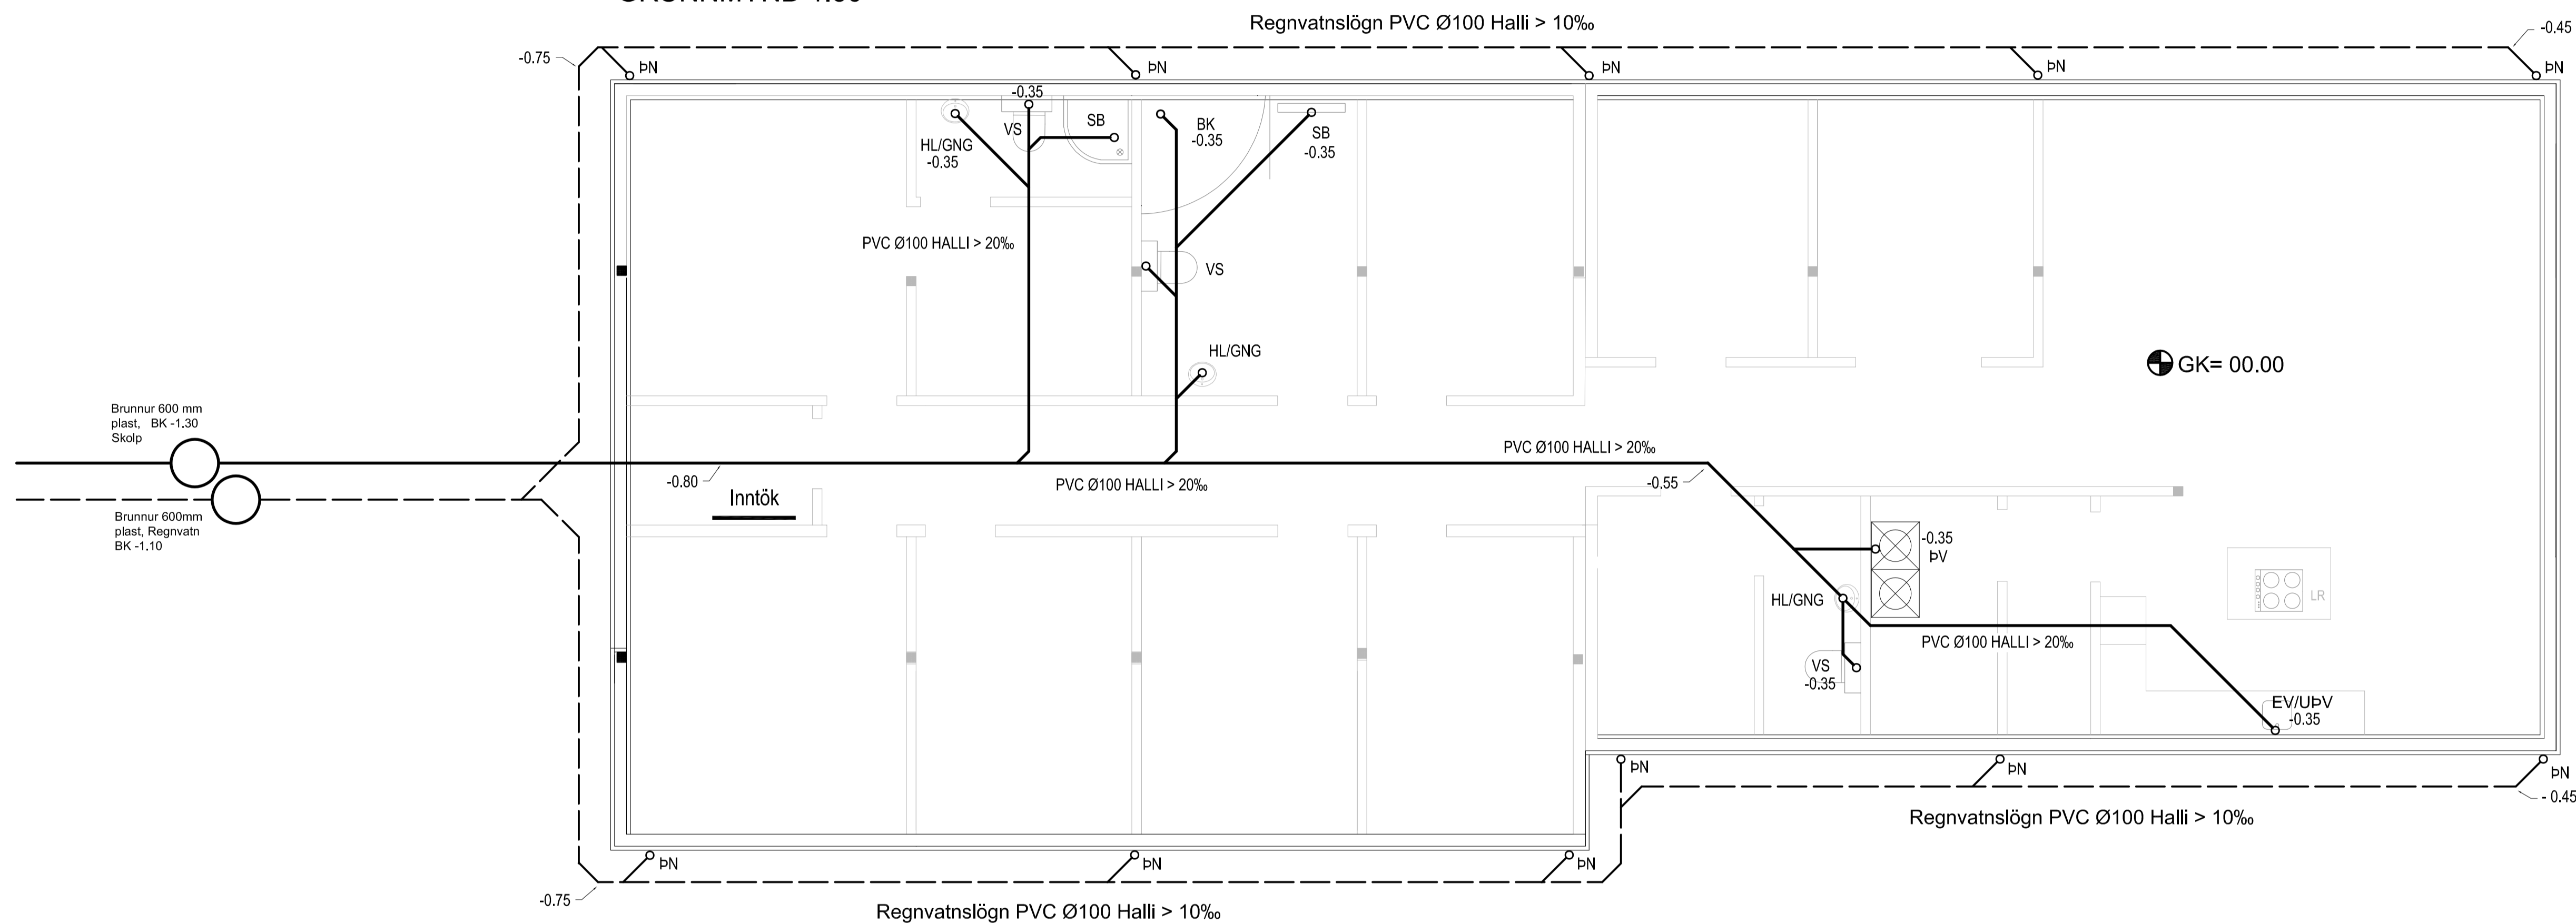 Regnvatnslögn PVC Ø100 Halli > 10‰
-0.45
-0.75
ÞN
ÞN
ÞN
ÞN
ÞN
-0.35
VS
SB
HL/GNG
-0.35
BK
-0.35
SB
-0.35
PVC Ø100 HALLI > 20‰
VS
HL/GNG
GK= 00.00
Brunnur 600 mm
plast, BK -1.30
Skolp
PVC Ø100 HALLI > 20‰
-0.80
PVC Ø100 HALLI > 20‰
-0.55
Inntök
Brunnur 600mm
plast, Regnvatn
BK -1.10
-0.35
ÞV
HL/GNG
LR
PVC Ø100 HALLI > 20‰
VS
-0.35
EV/UÞV
-0.35
ÞN
ÞN
ÞN
- 0.45
Regnvatnslögn PVC Ø100 Halli > 10‰
ÞN
ÞN
ÞN
-0.75
Regnvatnslögn PVC Ø100 Halli > 10‰